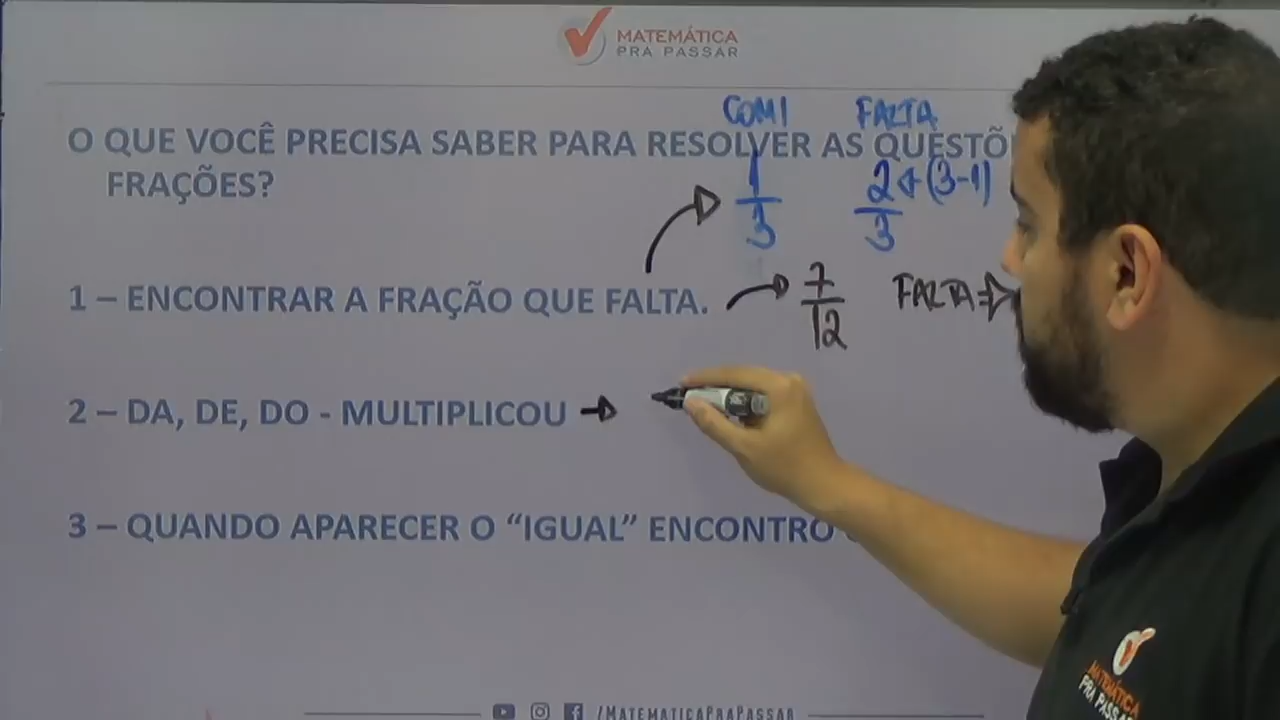 MATEMÁTICA
PRA PASSAR
COMI FALTA
O QUE VOCÊ PRECISA SABER PARA RESOLVER AS
FRAÇÕES?
1/3 2/3 (3-1)
1 – ENCONTRAR A FRAÇÃO QUE FALTA.
7/12 FALTA
2 – DA, DE, DO - MULTIPLICOU
3 – QUANDO APARECER O “IGUAL” ENCONTRO
/MATEMATICAPRAPASSAR
MATEMÁTICA
PRA